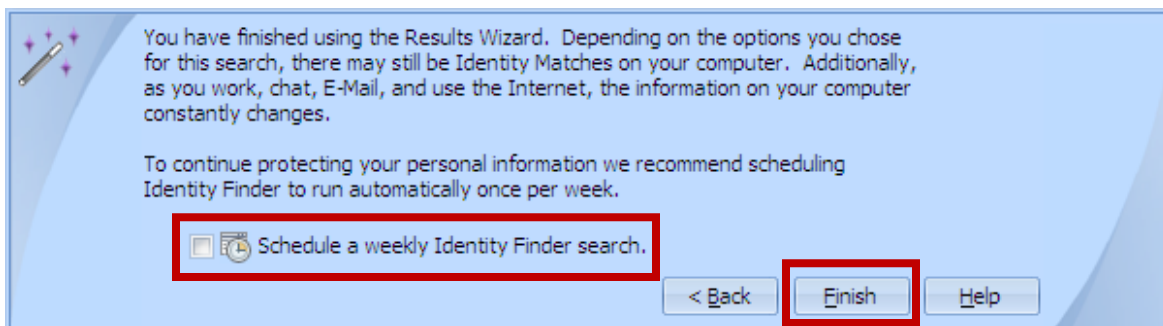 You have finished using the Results Wizard. Depending on the options you chose
for this search, there may still be Identity Matches on your computer. Additionally,
as you work, chat, E-Mail, and use the Internet, the information on your computer
constantly changes.
To continue protecting your personal information we recommend scheduling
Identity Finder to run automatically once per week.
Schedule a weekly Identity Finder search.
< Back
Finish
Help